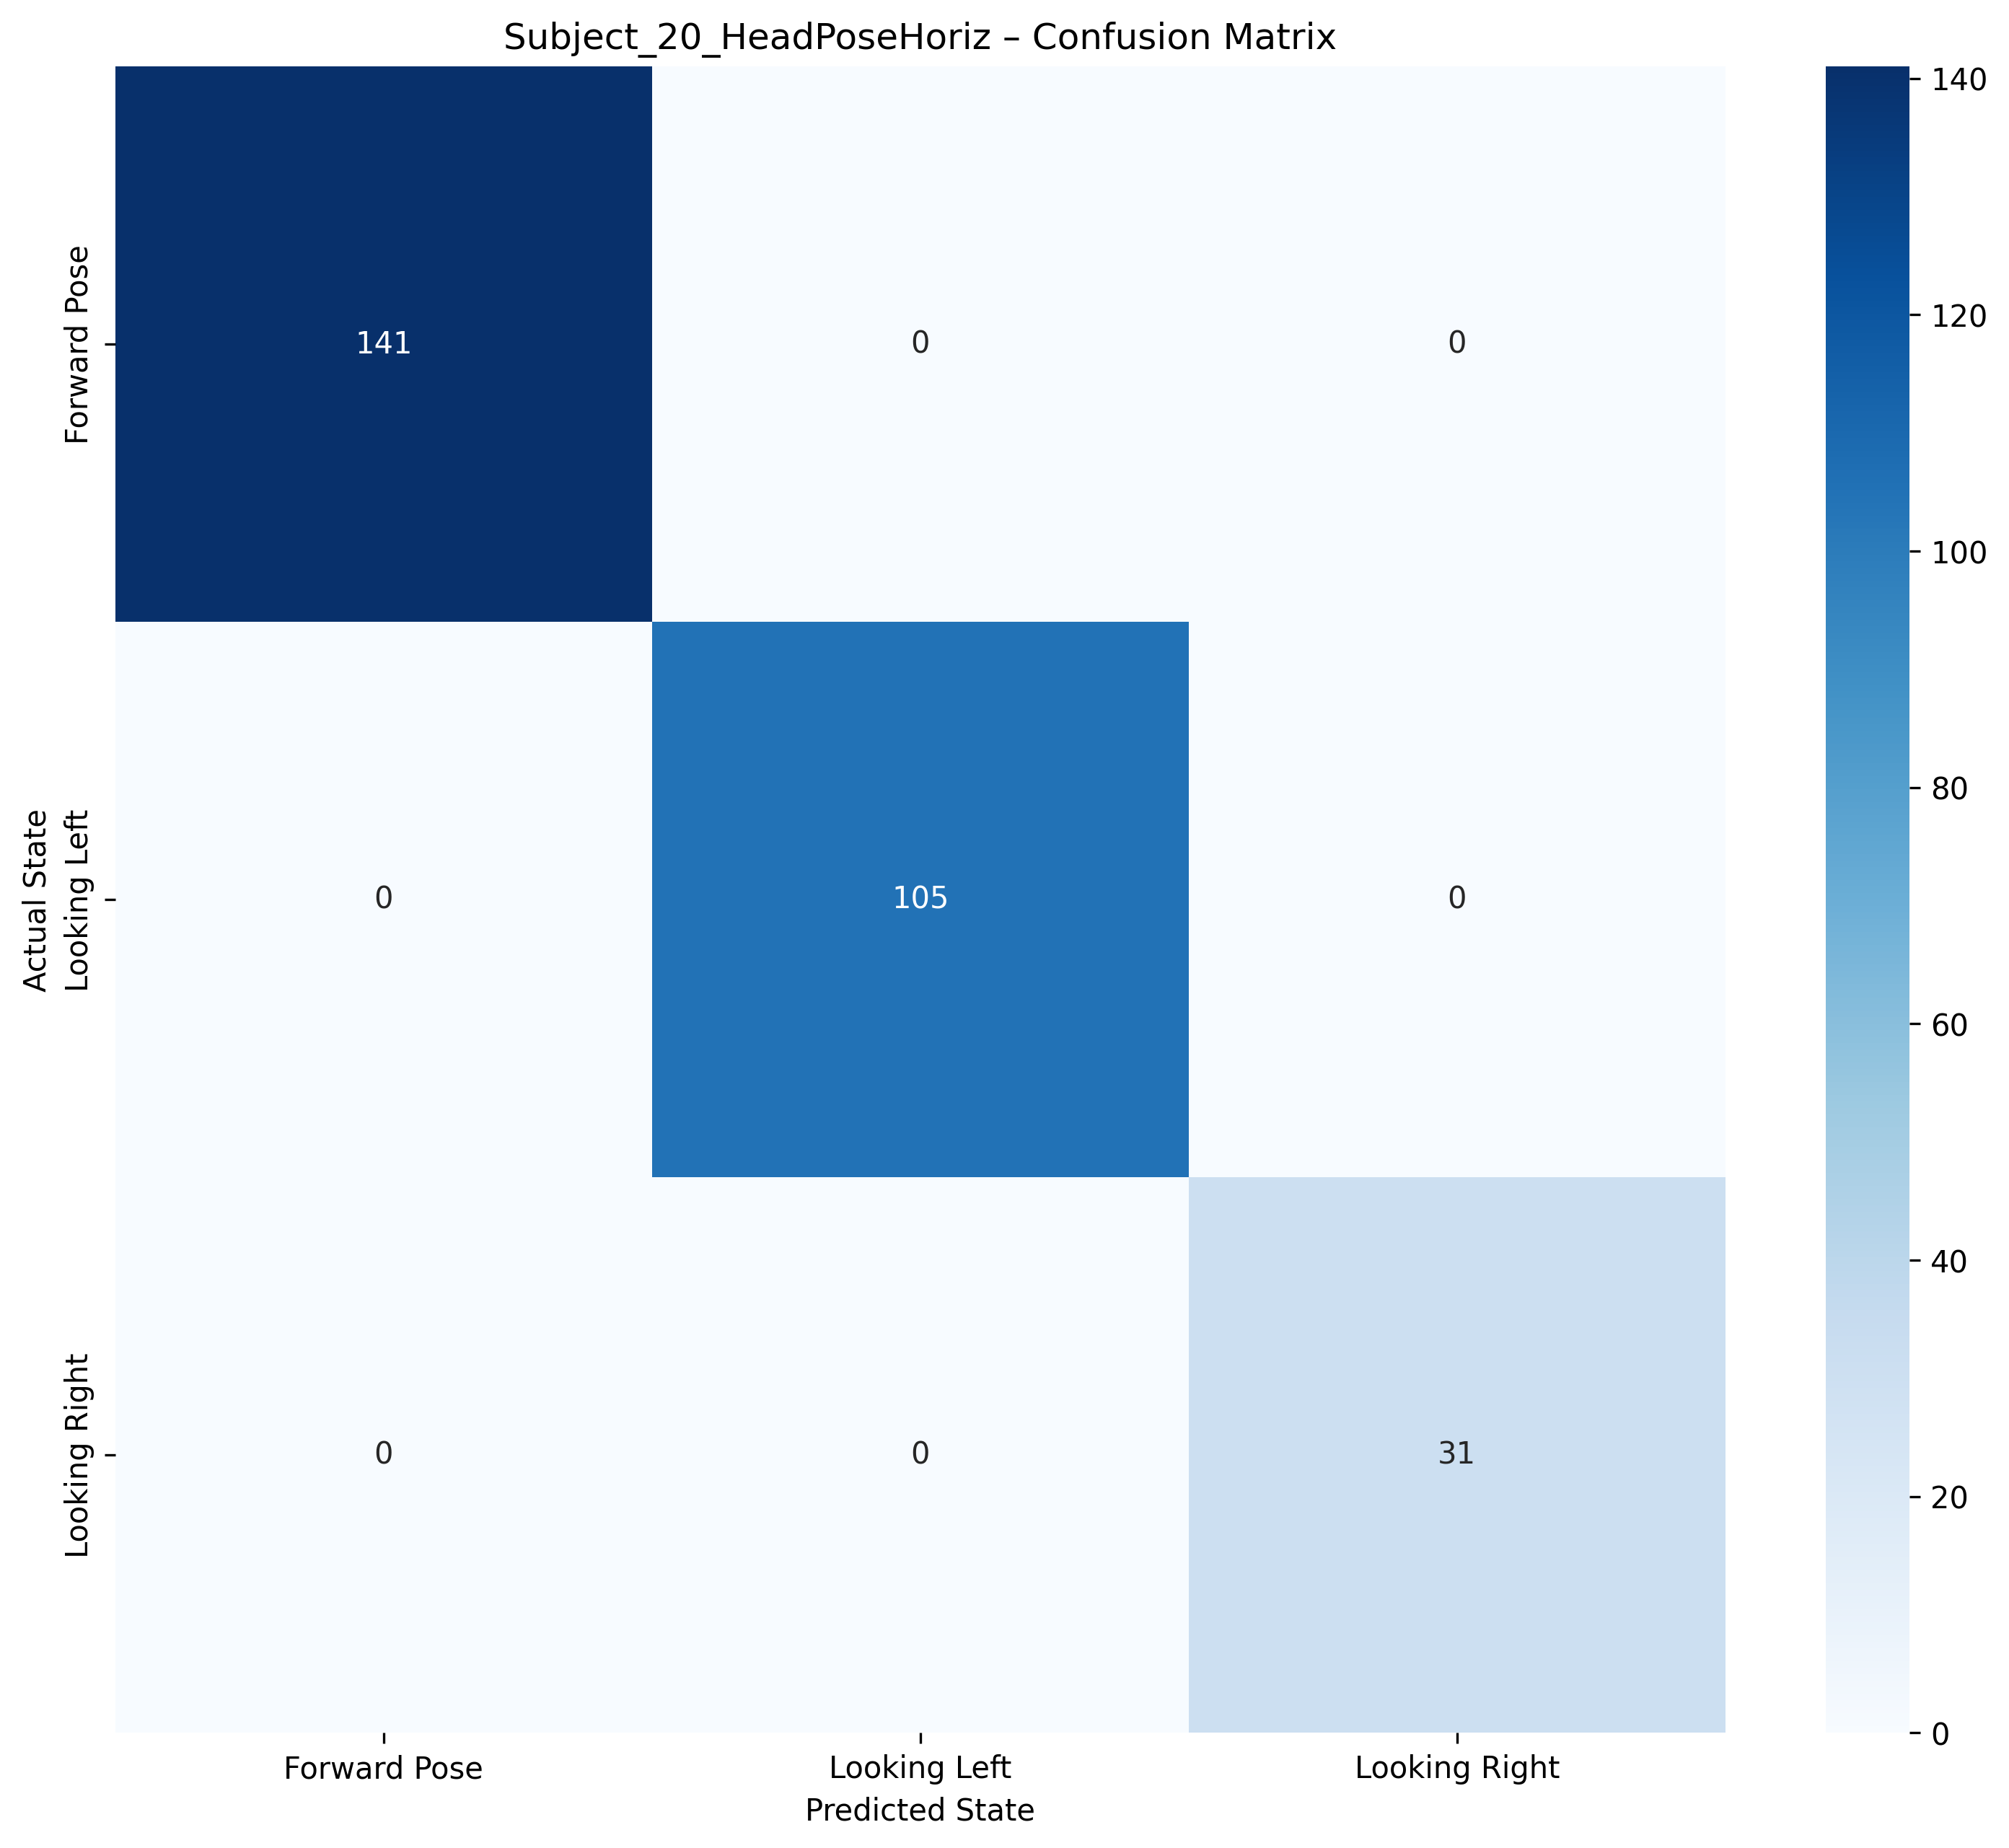 Subject_20_HeadPoseHoriz – Confusion Matrix
Actual State
Forward Pose
141
0
0
Looking Left
0
105
0
Looking Right
0
0
31
Forward Pose
Looking Left
Looking Right
Predicted State
140
120
100
80
60
40
20
0